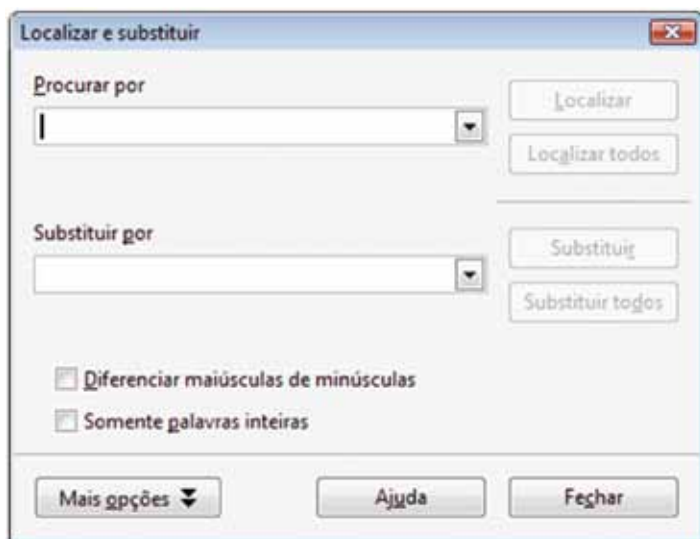 Localizar e substituir
Procurar por
Localizar
Localizar todos
Substituir por
Substituir
Substituir todos
Diferenciar maiúsculas de minúsculas
Somente palavras inteiras
Mais opções
Ajuda
Fechar